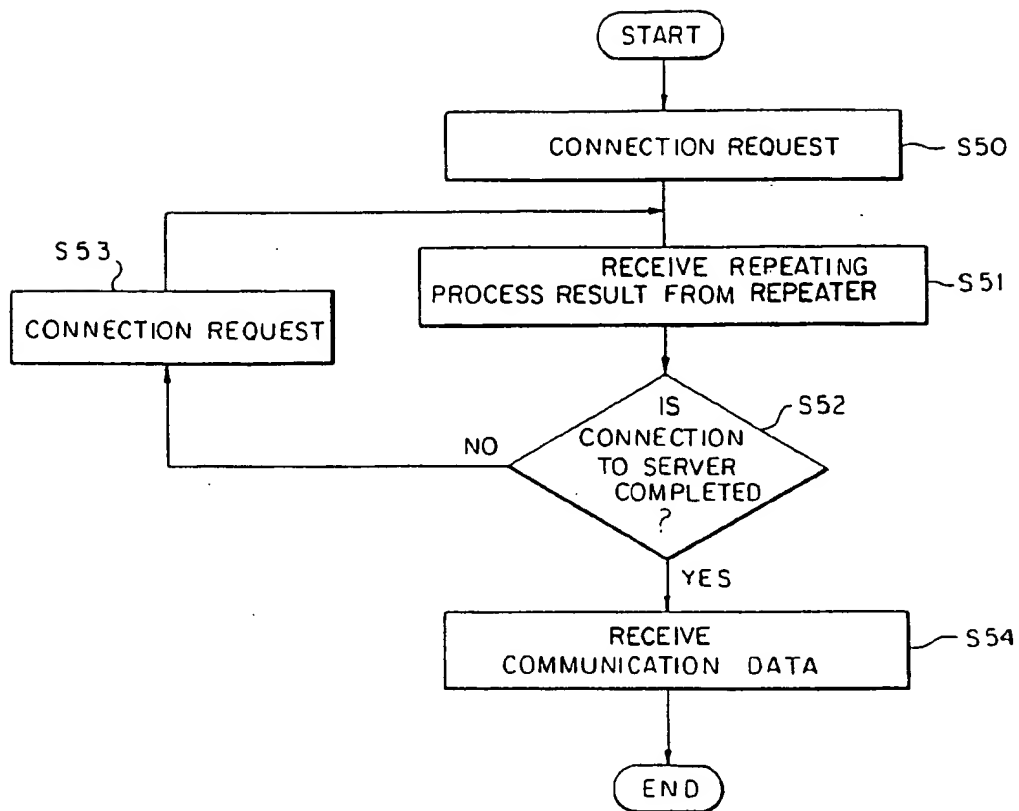 START
CONNECTION REQUEST
S50
S53
RECEIVE REPEATING
PROCESS RESULT FROM REPEATER
S51
CONNECTION REQUEST
IS
CONNECTION
TO SERVER
COMPLETED
?
S52
NO
YES
RECEIVE
COMMUNICATION DATA
S54
END